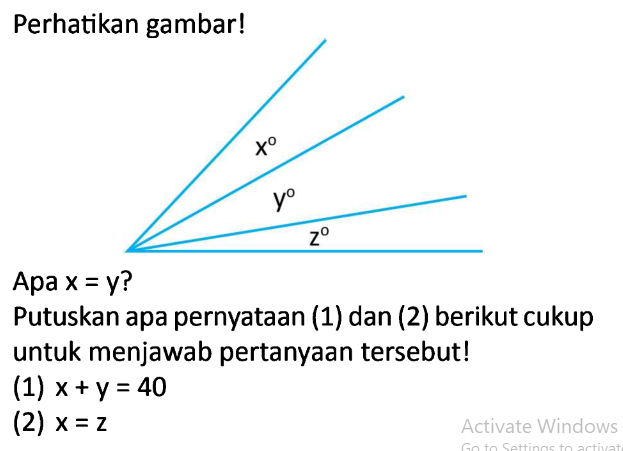 Perhatikan gambar!
x°
y°
z°
Apa x = y?
Putuskan apa pernyataan (1) dan (2) berikut cukup
untuk menjawab pertanyaan tersebut!
(1) x + y = 40
(2) x = z
Activate Windows
Go to Settings to activat